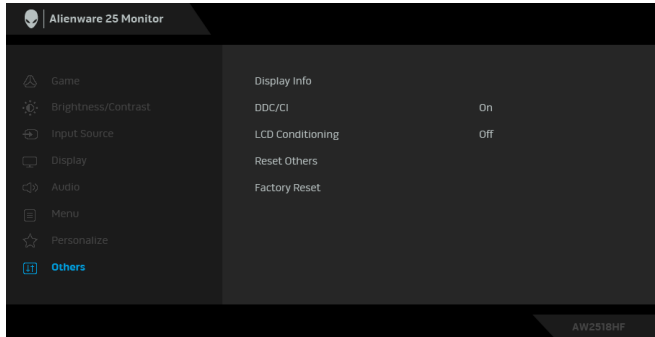 Alienware 25 Monitor
Game
Brightness/Contrast
Input Source
Display
Audio
Menu
Personalize
Others
Display Info
DDC/CI On
LCD Conditioning Off
Reset Others
Factory Reset
AW2518HF